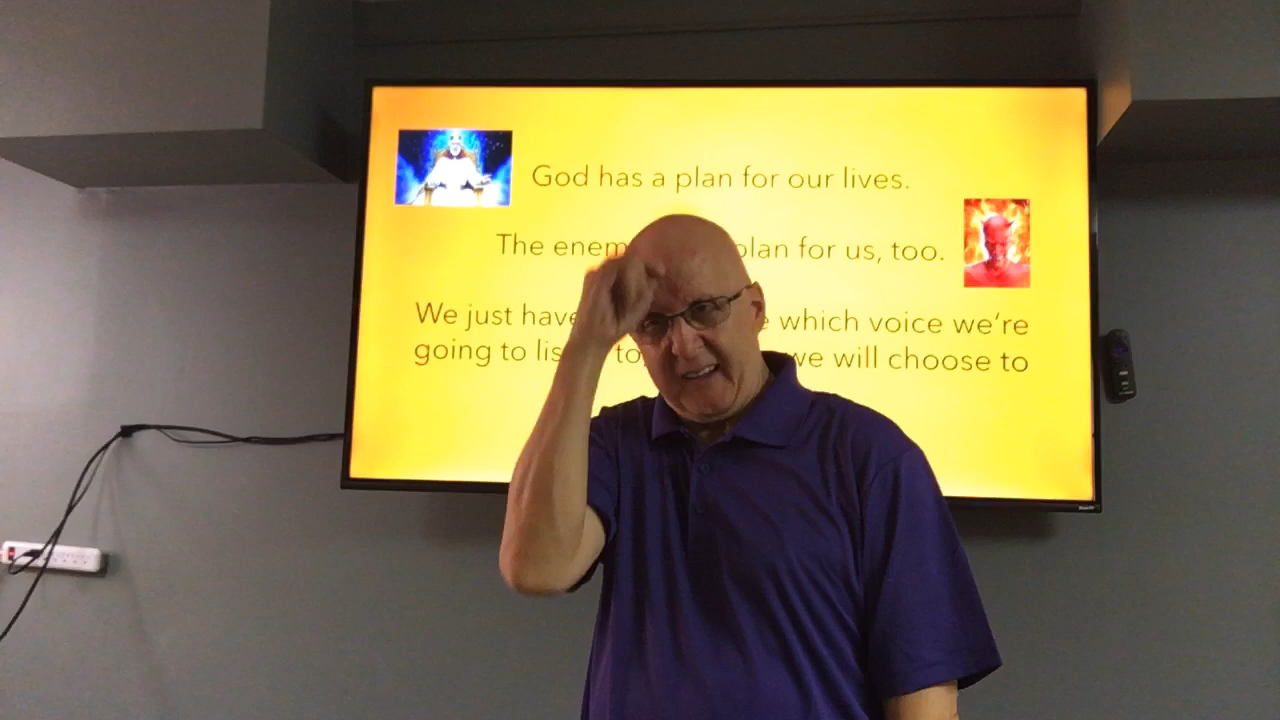 God has a plan for our lives.
The enem plan for us, too.
We just have which voice we're
going to lis to we will choose to